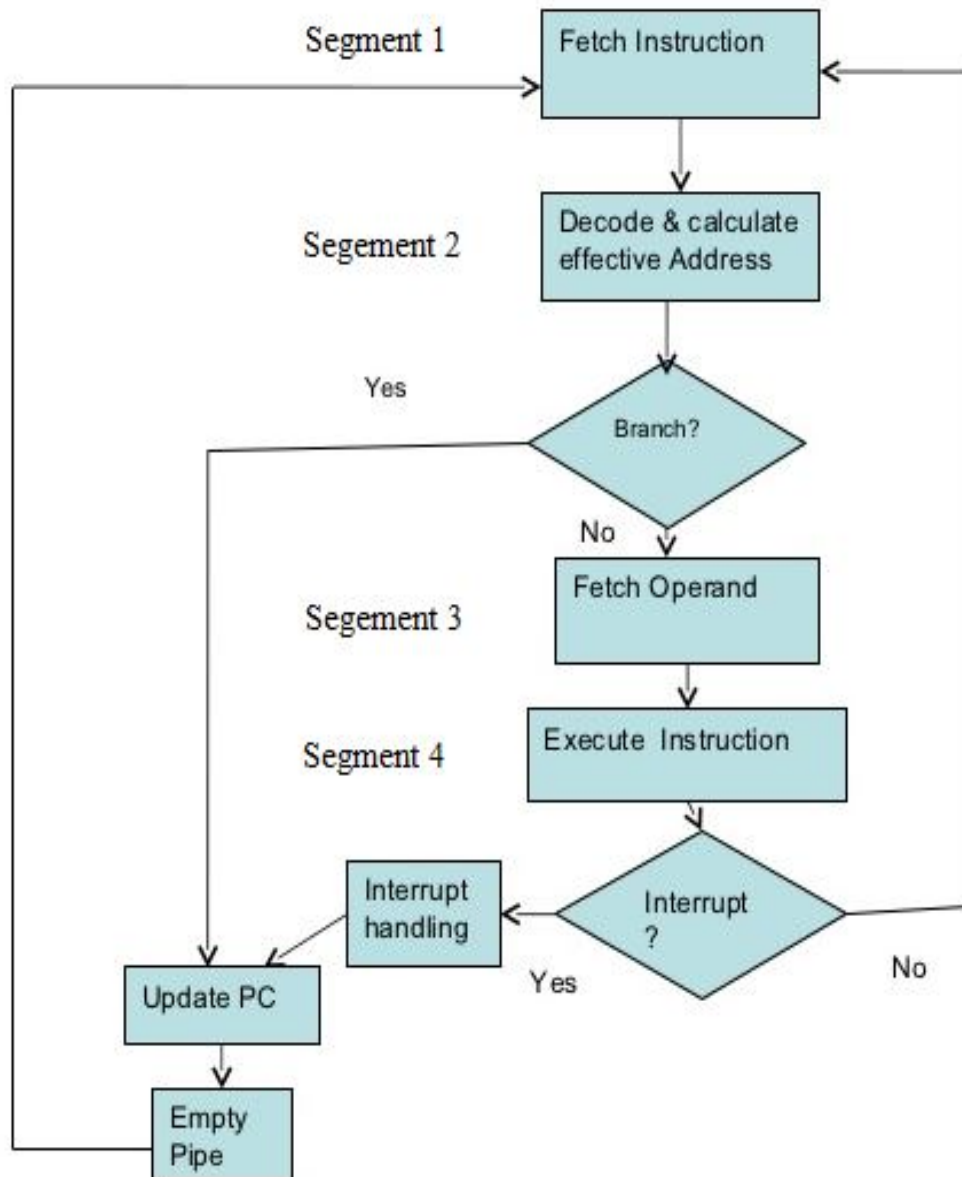 Segment 1
Fetch Instruction
Segement 2
Decode & calculate
effective Address
Yes
Branch?
No
Segement 3
Fetch Operand
Segment 4
Execute Instruction
Interrupt
handling
Interrupt
?
Yes
No
Update PC
Empty
Pipe